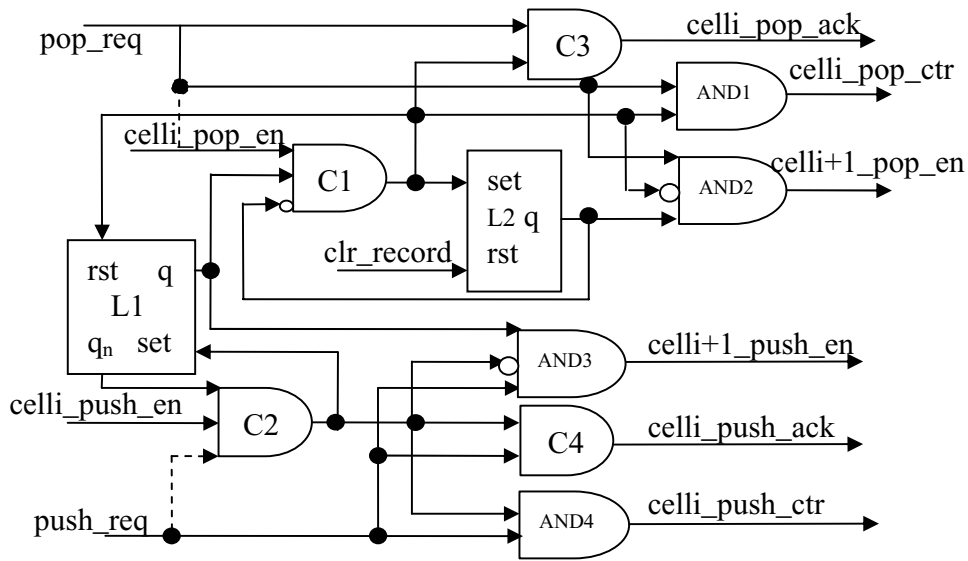 pop_req
C3
celli_pop_ack
celli_pop_ctr
AND1
celli_pop_en
C1
set
L2 q
rst
AND2
celli+1_pop_en
clr_record
rst q
L1
qn set
AND3
celli+1_push_en
celli_push_en
C2
C4
celli_push_ack
push_req
AND4
celli_push_ctr